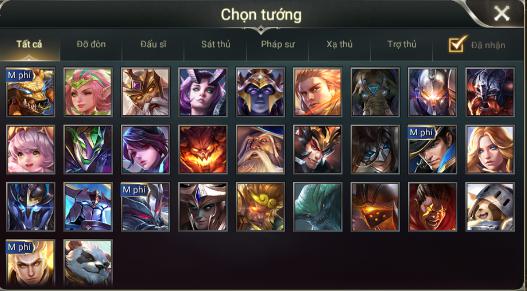 Chọn tướng
Tất cả
Đỡ đòn
Đấu sĩ
Sát thủ
Pháp sư
Xạ thủ
Trợ thủ
Đã nhận
M phí
M phí
M phí
M phí